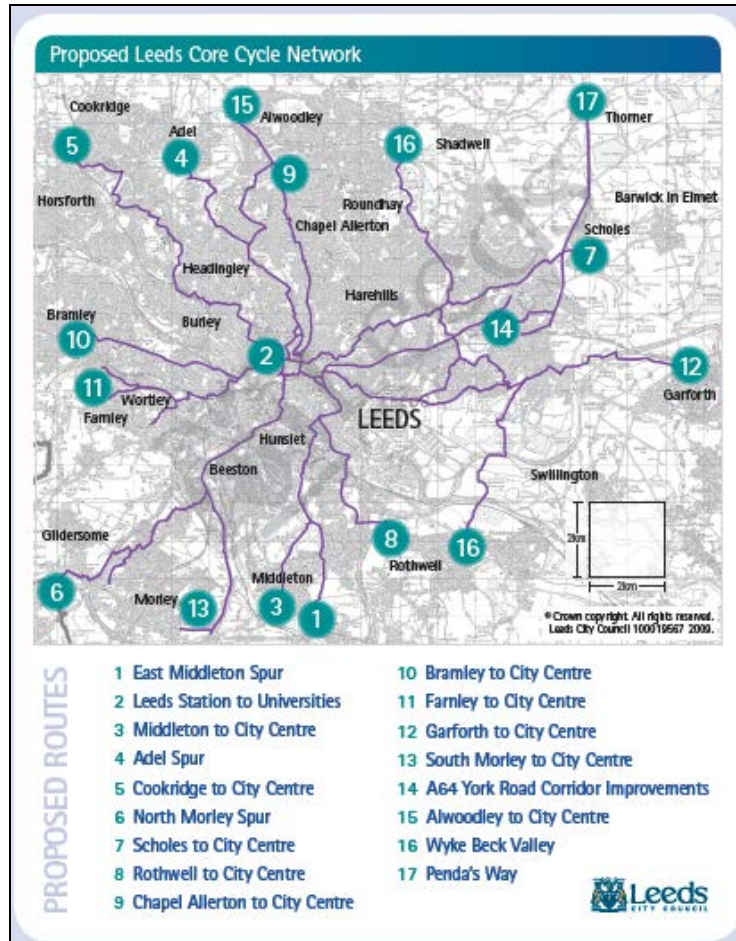 Proposed Leeds Core Cycle Network
Cookridge
15
Alwoodley
17
Thorner
Adel
5
4
16
Shadwell
9
Horsforth
Roundhay
Barwick in Elmet
Chapel Allerton
Scholes
7
Headingley
Harehills
Bramley
Burley
10
2
14
12
11
Wortley
Garforth
Farnley
LEEDS
Hunslet
Beeston
Swillington
Gildersome
8
16
2km
Rothwell
2km
6
Middleton
Morley
13
3
1
© Crown copyright. All rights reserved.
Leeds City Council 100019567 2009.
PROPOSED ROUTES
1 East Middleton Spur
2 Leeds Station to Universities
3 Middleton to City Centre
4 Adel Spur
5 Cookridge to City Centre
6 North Morley Spur
7 Scholes to City Centre
8 Rothwell to City Centre
9 Chapel Allerton to City Centre
10 Bramley to City Centre
11 Farnley to City Centre
12 Garforth to City Centre
13 South Morley to City Centre
14 A64 York Road Corridor Improvements
15 Alwoodley to City Centre
16 Wyke Beck Valley
17 Penda's Way
Leeds
CITY COUNCIL